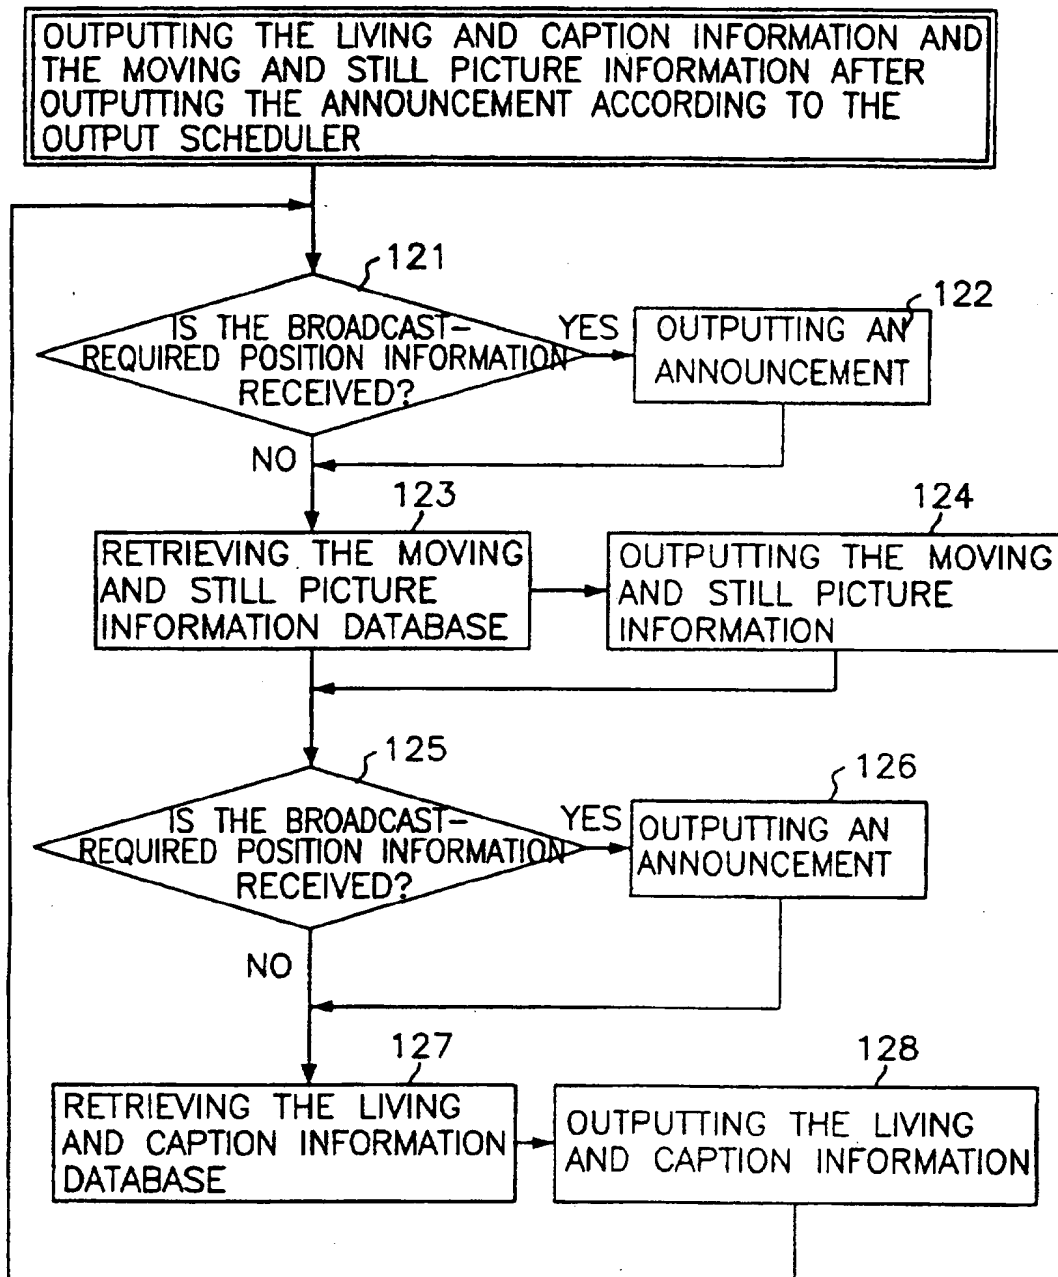 OUTPUTTING THE LIVING AND CAPTION INFORMATION AND
THE MOVING AND STILL PICTURE INFORMATION AFTER
OUTPUTTING THE ANNOUNCEMENT ACCORDING TO THE
OUTPUT SCHEDULER
121
IS THE BROADCAST-
REQUIRED POSITION INFORMATION
RECEIVED?
YES
122
OUTPUTTING AN
ANNOUNCEMENT
NO
123
RETRIEVING THE MOVING
AND STILL PICTURE
INFORMATION DATABASE
124
OUTPUTTING THE MOVING
AND STILL PICTURE
INFORMATION
125
IS THE BROADCAST-
REQUIRED POSITION INFORMATION
RECEIVED?
YES
126
OUTPUTTING AN
ANNOUNCEMENT
NO
127
RETRIEVING THE LIVING
AND CAPTION INFORMATION
DATABASE
128
OUTPUTTING THE LIVING
AND CAPTION INFORMATION